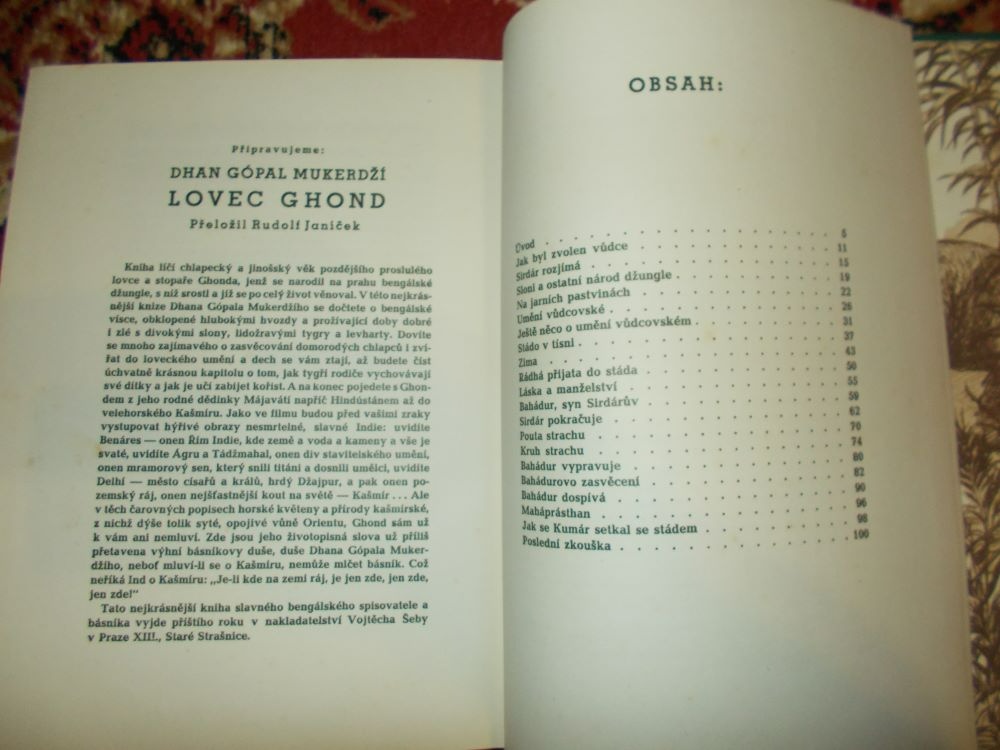 Připravujeme:
DHAN GÓPAL MUKERDŽÍ
LOVEC GHOND
Přeložil Rudolf Janíček
Kniha líčí chlapecký a jinošský věk pozdějšího proslulého
lovce a stopaře Ghonda, jenž se narodil na prahu bengálské
džungle, s níž srostl a jíž se po celý život věnoval. V této nejkrás-
nější knize Dhana Gópala Mukerdžího se dočtete o bengálské
vísce, obklopené hlubokými hvozdy a prožívající doby dobré
i zlé s divokými slony, lidožravými tygry a levharty. Dovíte
se mnoho zajímavého o zasvěcování domorodých chlapců i zví-
řat do loveckého umění a dech se vám ztají, až budete číst
úchvatně krásnou kapitolu o tom, jak tygří rodiče vychovávají
své dítky a jak je učí zabíjet kořist. A na konec pojedete s Ghon-
dem z jeho rodné dědinky Májavátí napříč Hindústánem až do
velehorského Kašmíru. Jako ve filmu budou před vašimi zraky
vystupovat hýřivé obrazy nesmrtelné, slavné Indie: uvidíte
Benáres — onen Řím Indie, kde země a voda a kameny a vše je
svaté, uvidíte Ágru a Tádžmahal, onen div stavitelského umění,
onen mramorový sen, který snili titáni a dosnili umělci, uvidíte
Delhí — město císařů a králů, hrdý Džajpur, a pak onen po-
zemský ráj, onen nejšťastnější kout na světě — Kašmír... Ale
v těch čarovných popisech horské květeny a přírody kašmírské,
z nichž dýše tolik syté, opojivé vůně Orientu, Ghond sám už
k vám ani nemluví. Zde jsou jeho životopisná slova už příliš
přetavena výhní básníkovy duše, duše Dhana Gópala Muker-
džího, neboť mluví-li se o Kašmíru, nemůže mlčet básník. Což
neříká Ind o Kašmíru: „Je-li kde na zemi ráj, je jen zde, jen zde,
jen zde!"
Tato nejkrásnější kniha slavného bengálského spisovatele a
básníka vyjde příštího roku v nakladatelství Vojtěcha Šeby
v Praze XIII., Staré Strašnice.
OBSAH:
Úvod . . . 5
Jak byl zvolen vůdce . . . 11
Sirdár rozjímá . . . 15
Sloni a ostatní národ džungle . . . 19
Na jarních pastvinách . . . 22
Umění vůdcovské . . . 26
Ještě něco o umění vůdcovském . . . 31
Stádo v tísni . . . 37
Zima . . . 43
Rádhá přijata do stáda . . . 50
Láska a manželství . . . 55
Bahádur, syn Sirdárův . . . 59
Sirdár pokračuje . . . 62
Pouta strachu . . . 70
Kruh strachu . . . 74
Bahádur vypravuje . . . 80
Bahádurovo zasvěcení . . . 82
Bahádur dospívá . . . 90
Maháprásthan . . . 96
Jak se Kumár setkal se stádem . . . 98
Poslední zkouška . . . 100